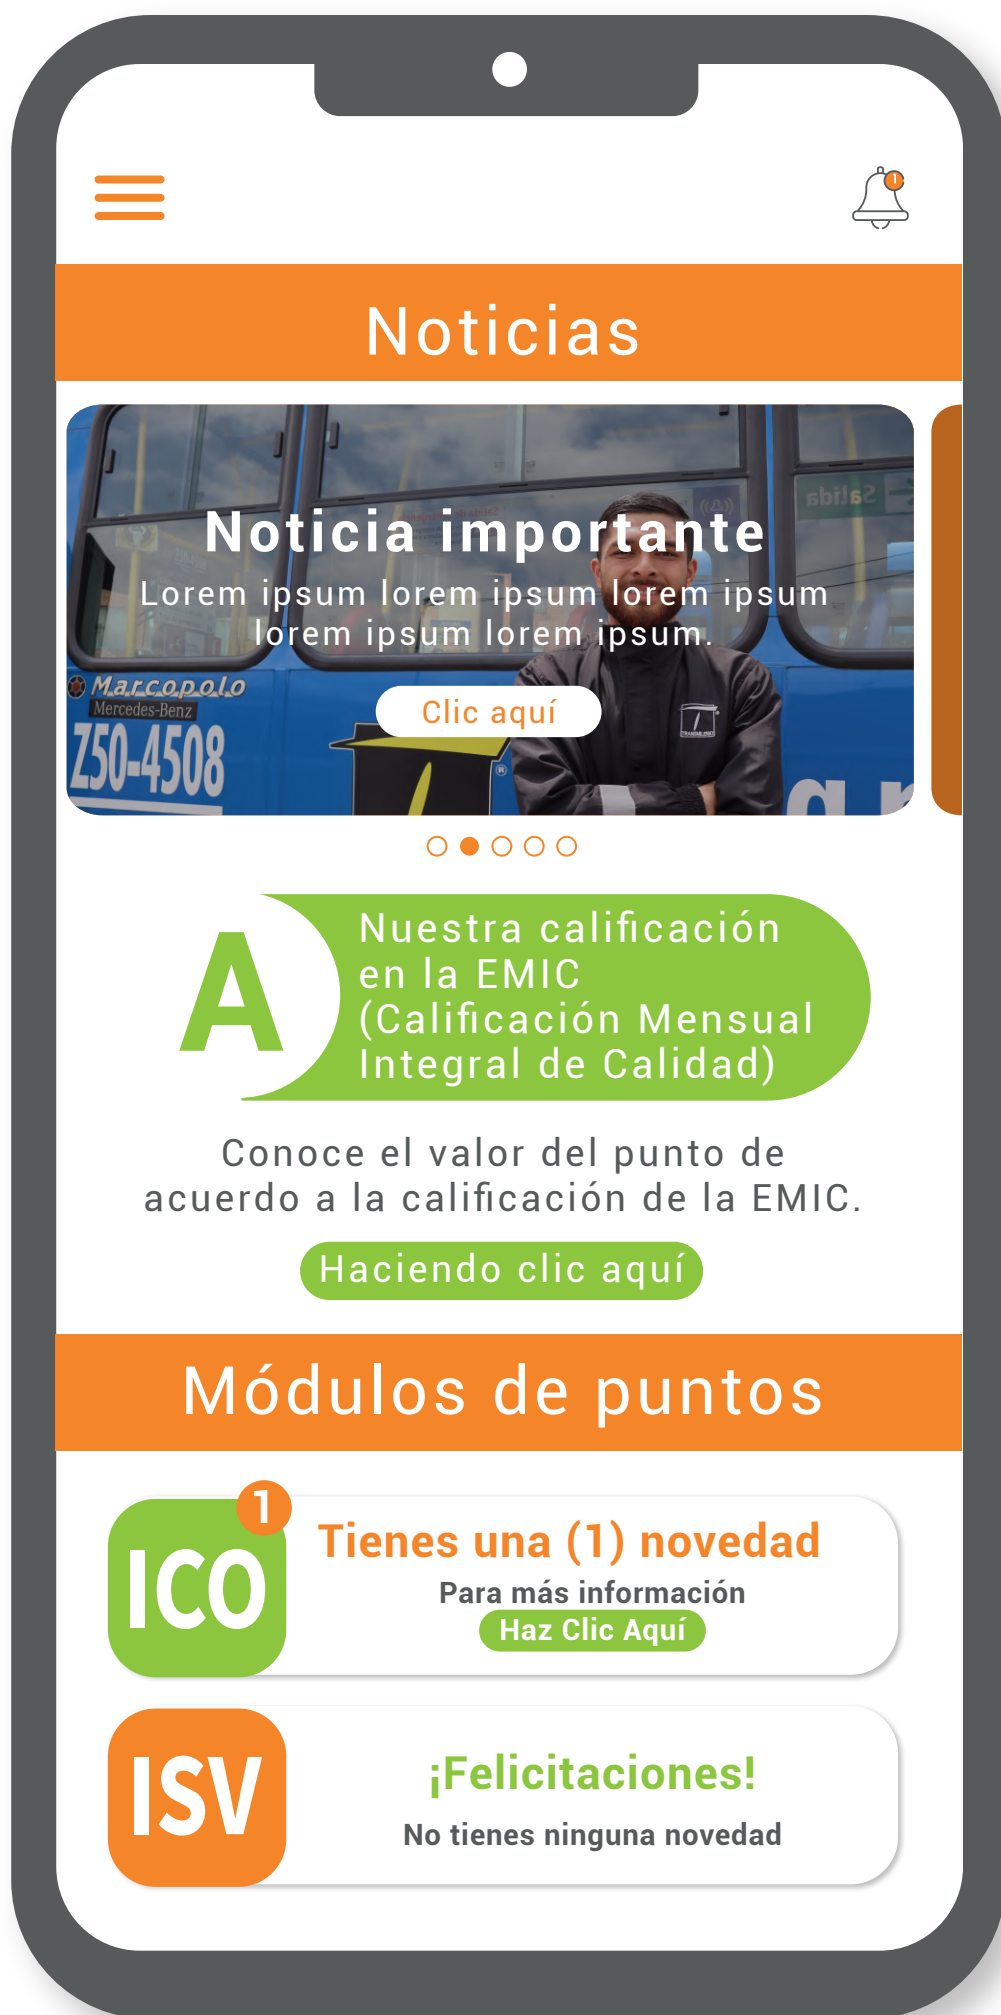 1
Noticias
Salida
Noticia importante
Lorem ipsum lorem ipsum lorem ipsum
lorem ipsum lorem ipsum.
Marcopolo
Mercedes-Benz
Clic aquí
Z50-4508
TRANSMILENIO
®
A
Nuestra calificación
en la EMIC
(Calificación Mensual
Integral de Calidad)
Conoce el valor del punto de
acuerdo a la calificación de la EMIC.
Haciendo clic aquí
Módulos de puntos
1
ICO
Tienes una (1) novedad
Para más información
Haz Clic Aquí
ISV
¡Felicitaciones!
No tienes ninguna novedad